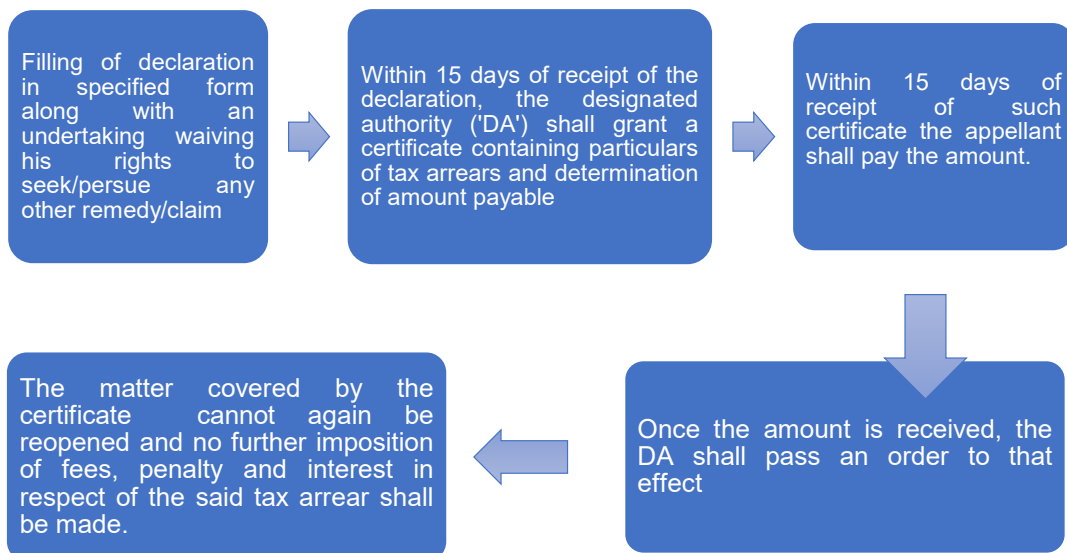 Filling of declaration
in specified form
along with an
undertaking waiving
his rights to
seek/persue any
other remedy/claim
Within 15 days of receipt of the
declaration, the designated
authority ('DA') shall grant a
certificate containing particulars
of tax arrears and determination
of amount payable
Within 15 days of
receipt of such
certificate the appellant
shall pay the amount.
Once the amount is received, the
DA shall pass an order to that
effect
The matter covered by the
certificate cannot again be
reopened and no further imposition
of fees, penalty and interest in
respect of the said tax arrear shall
be made.